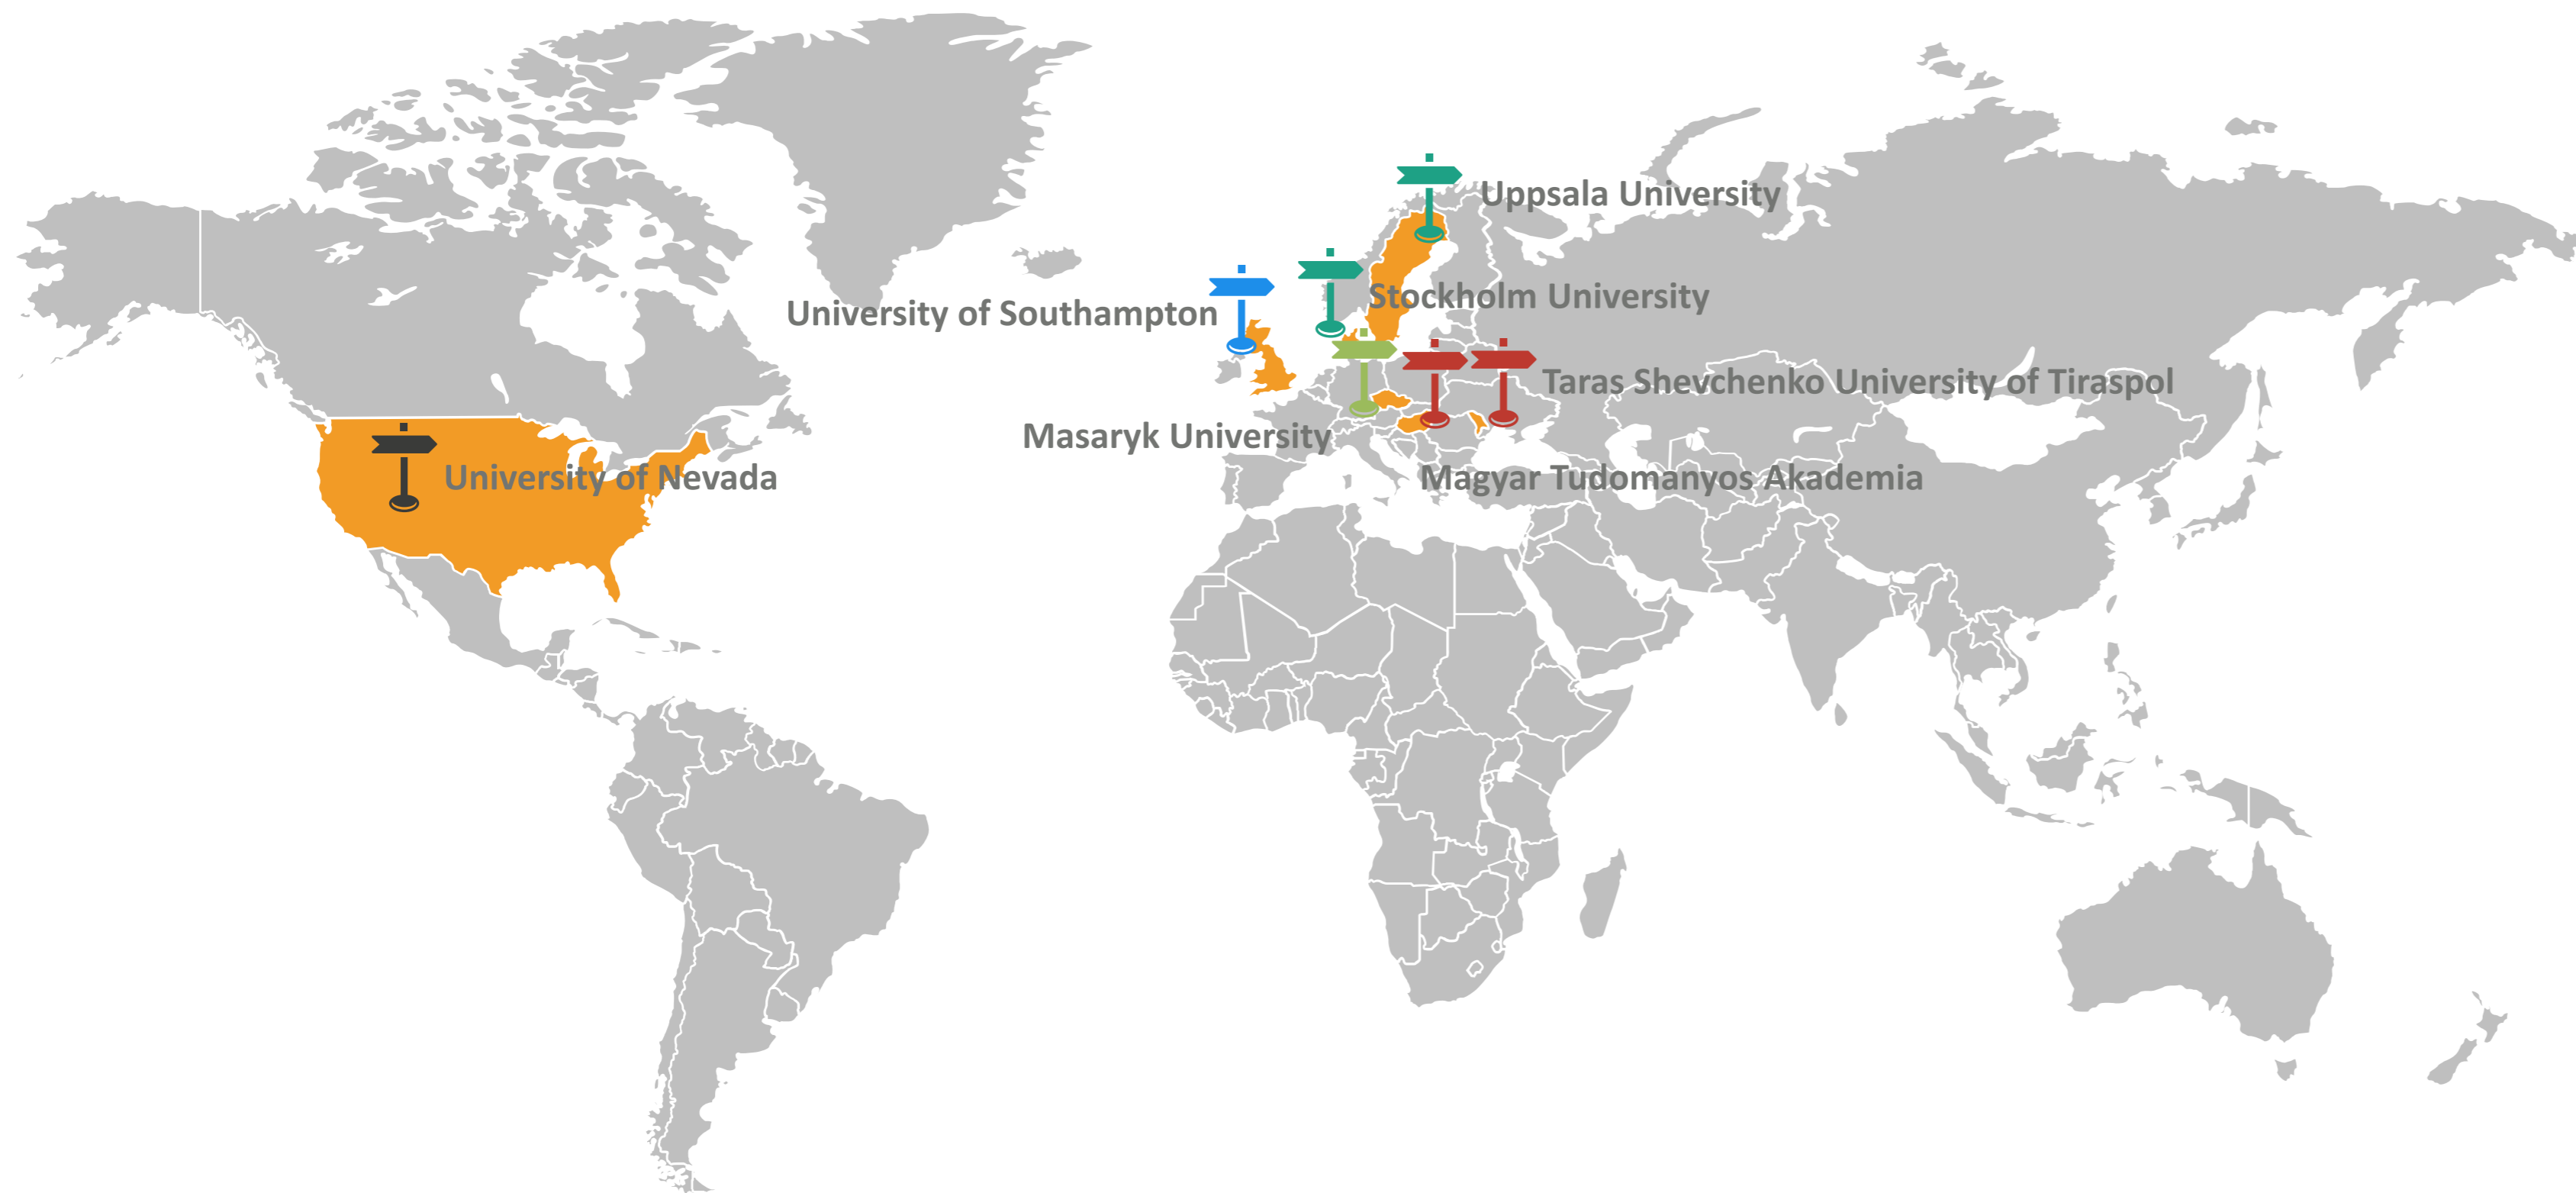 Uppsala University
Stockholm University
University of Southampton
Taras Shevchenko University of Tiraspol
Masaryk University
University of Nevada
Magyar Tudomanyos Akademia